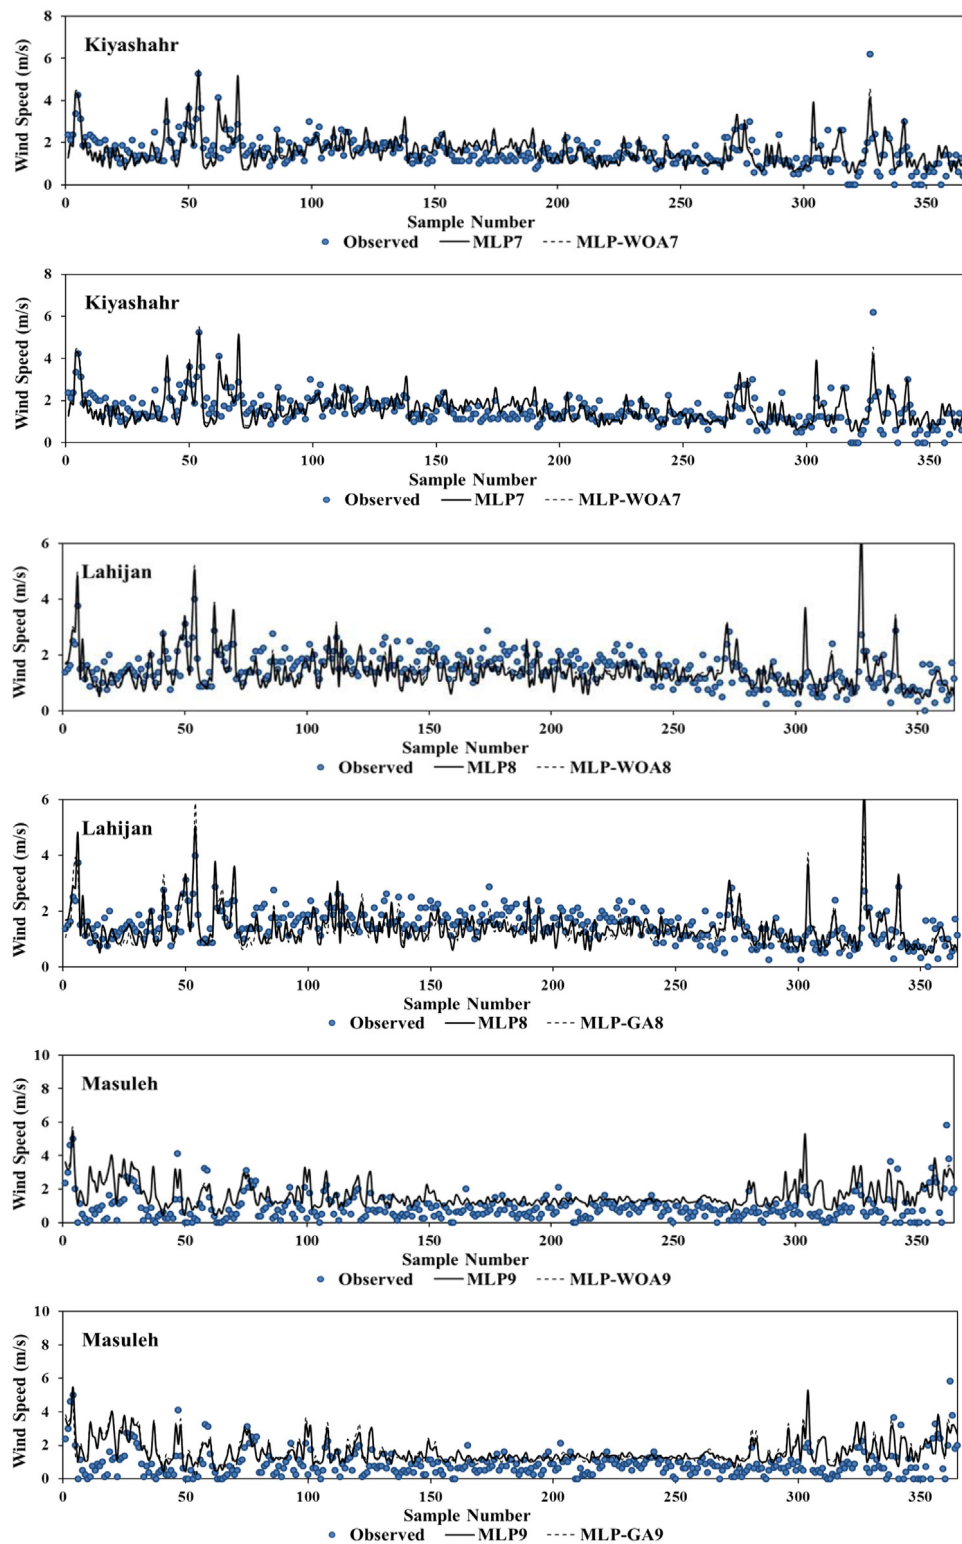 8
6
4
2
0
Wind Speed (m/s)
Kiyashahr
0 50 100 150 200 250 300 350
Sample Number
Observed MLP7 MLP-WOA7
8
6
4
2
0
Wind Speed (m/s)
Kiyashahr
0 50 100 150 200 250 300 350
Sample Number
Observed MLP7 MLP-WOA7
6
4
2
0
Wind Speed (m/s)
Lahijan
0 50 100 150 200 250 300 350
Sample Number
Observed MLP8 MLP-WOA8
6
4
2
0
Wind Speed (m/s)
Lahijan
0 50 100 150 200 250 300 350
Sample Number
Observed MLP8 MLP-GA8
10
8
6
4
2
0
Wind Speed (m/s)
Masuleh
0 50 100 150 200 250 300 350
Sample Number
Observed MLP9 MLP-WOA9
10
8
6
4
2
0
Wind Speed (m/s)
Masuleh
0 50 100 150 200 250 300 350
Sample Number
Observed MLP9 MLP-GA9